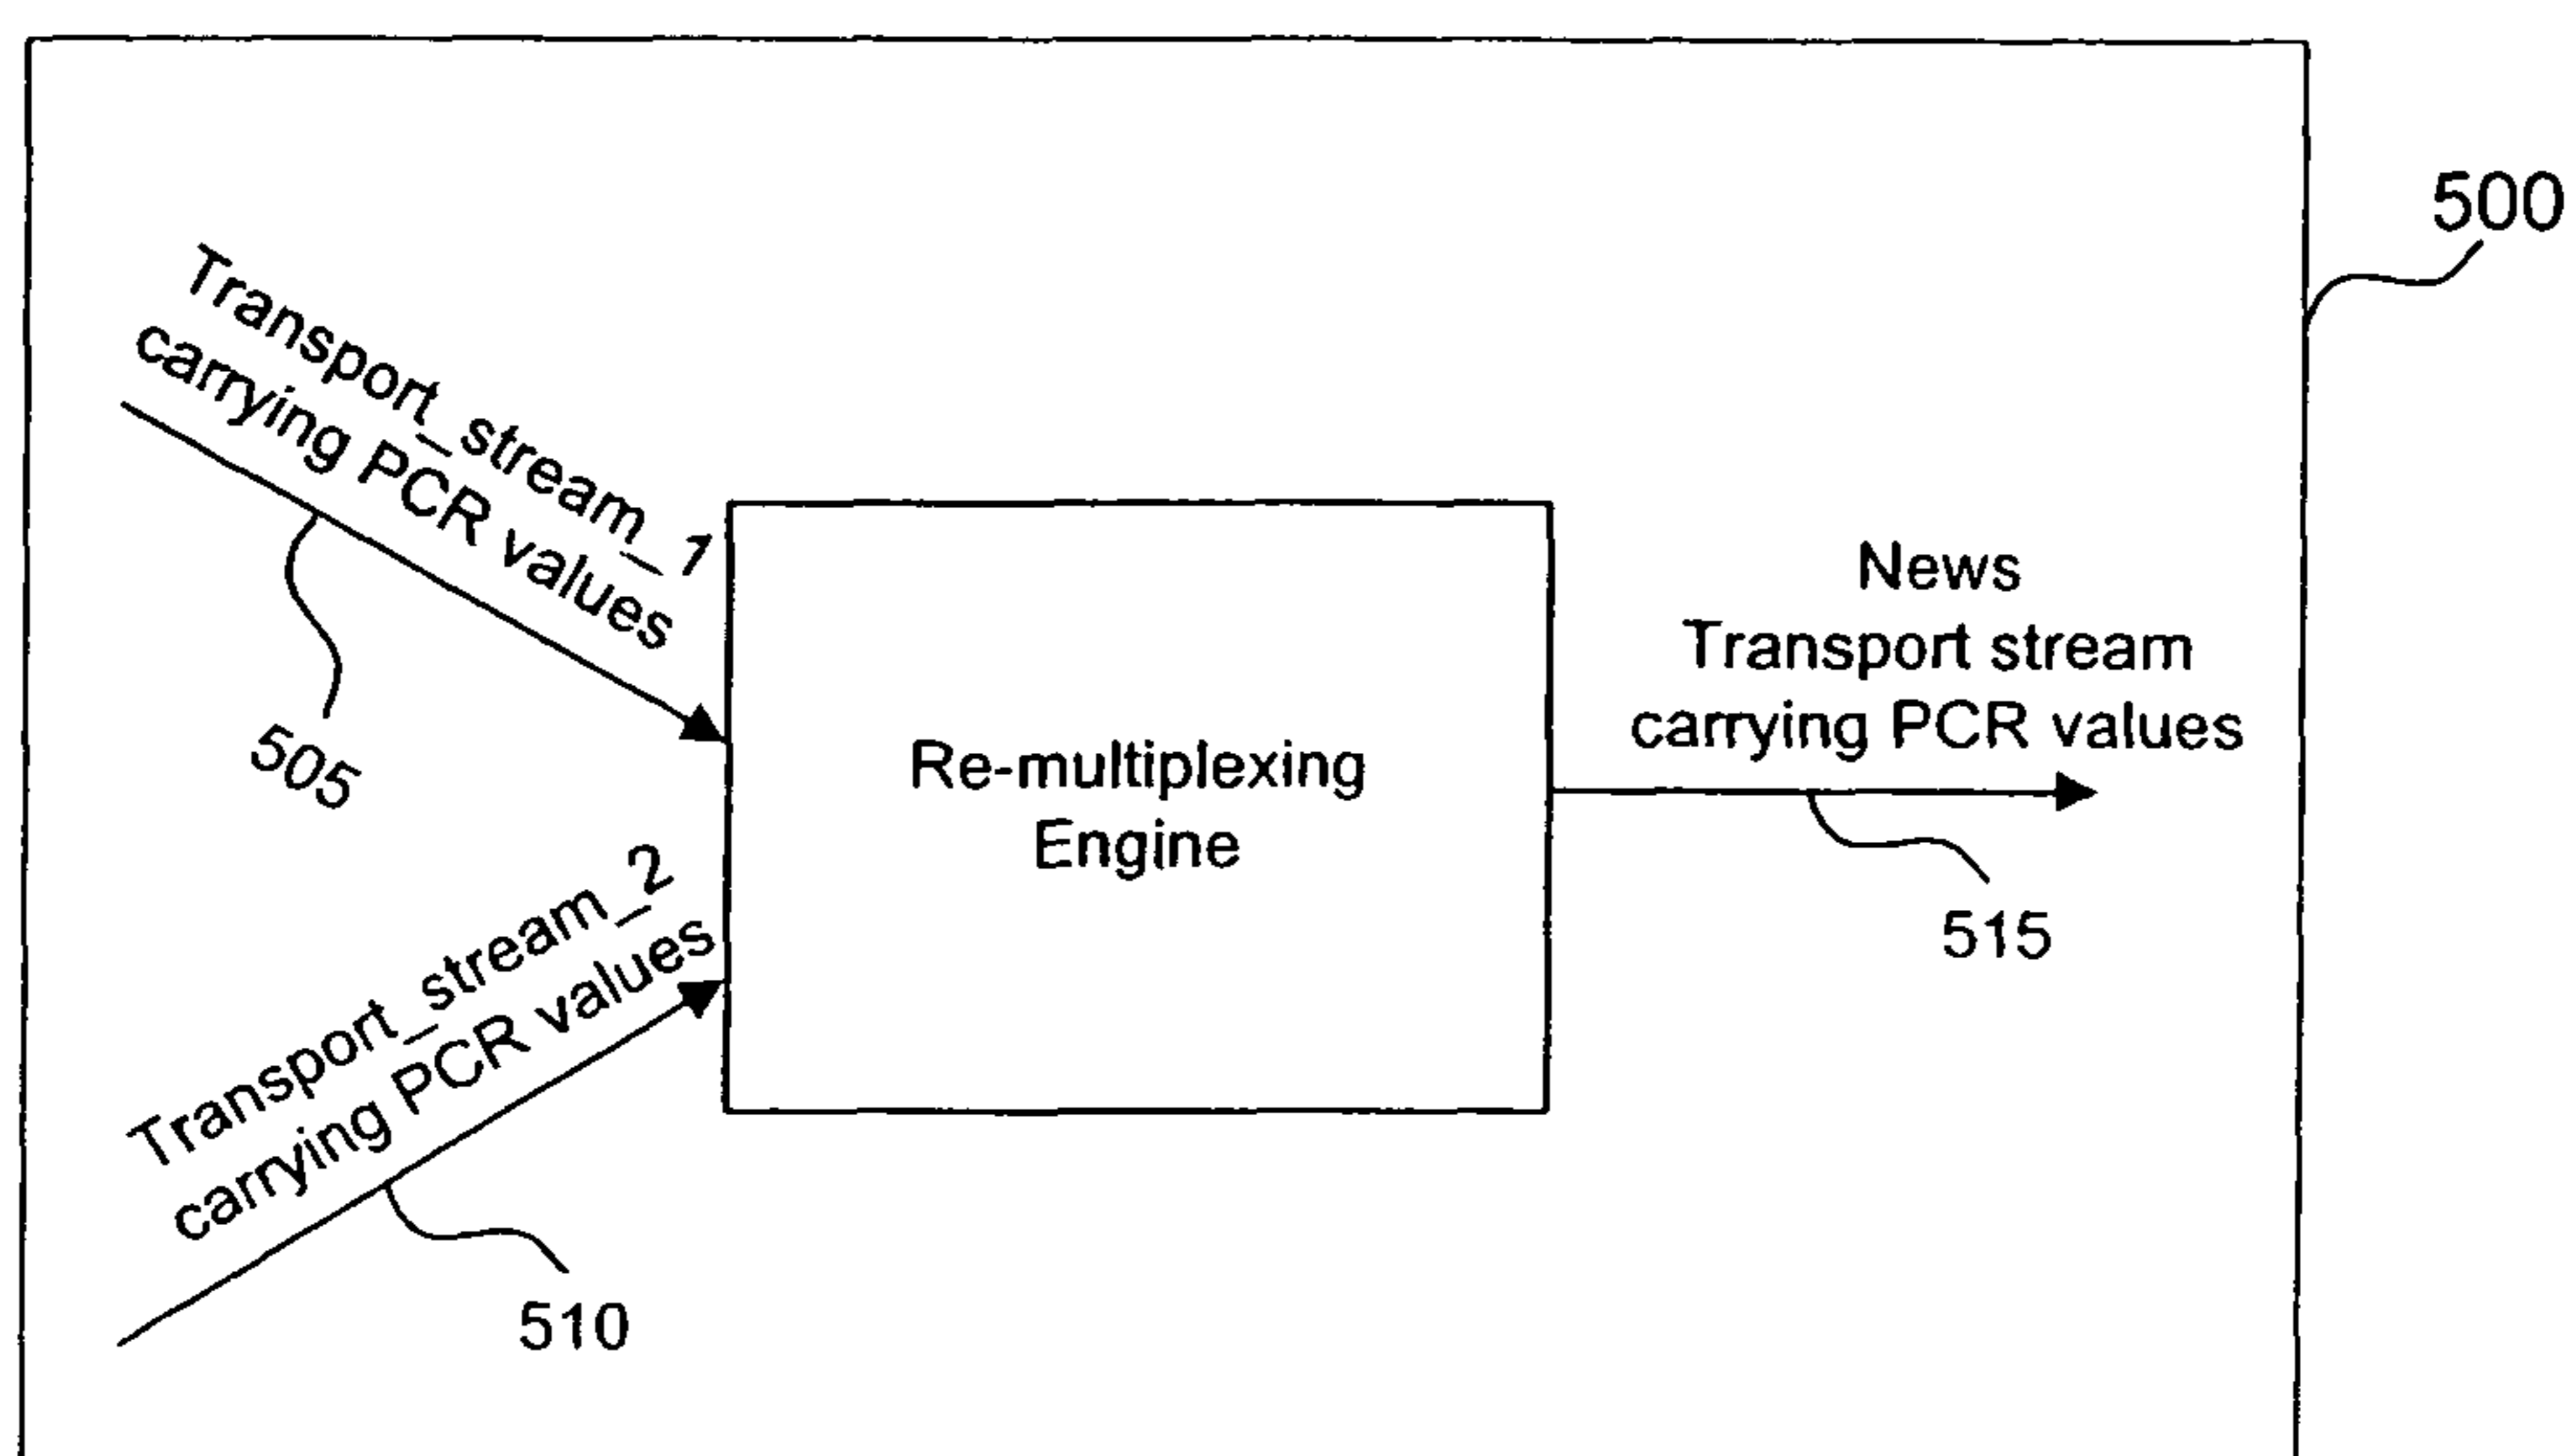 500
Transport_stream_1
carrying PCR values
505
News
Transport stream
carrying PCR values
Re-multiplexing
Engine
515
Transport_stream_2
carrying PCR values
510